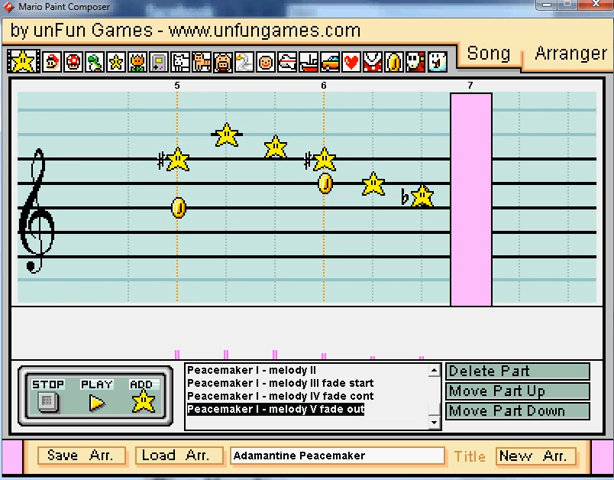 Mario Paint Composer
by unFun Games - www.unfungames.com
Song
Arranger
5 6 7
Peacemaker I - melody II
Peacemaker I - melody III fade start
Peacemaker I - melody IV fade cont
Peacemaker I - melody V fade out
STOP PLAY ADD
Delete Part
Move Part Up
Move Part Down
Save Arr. Load Arr. Adamantine Peacemaker Title New Arr.